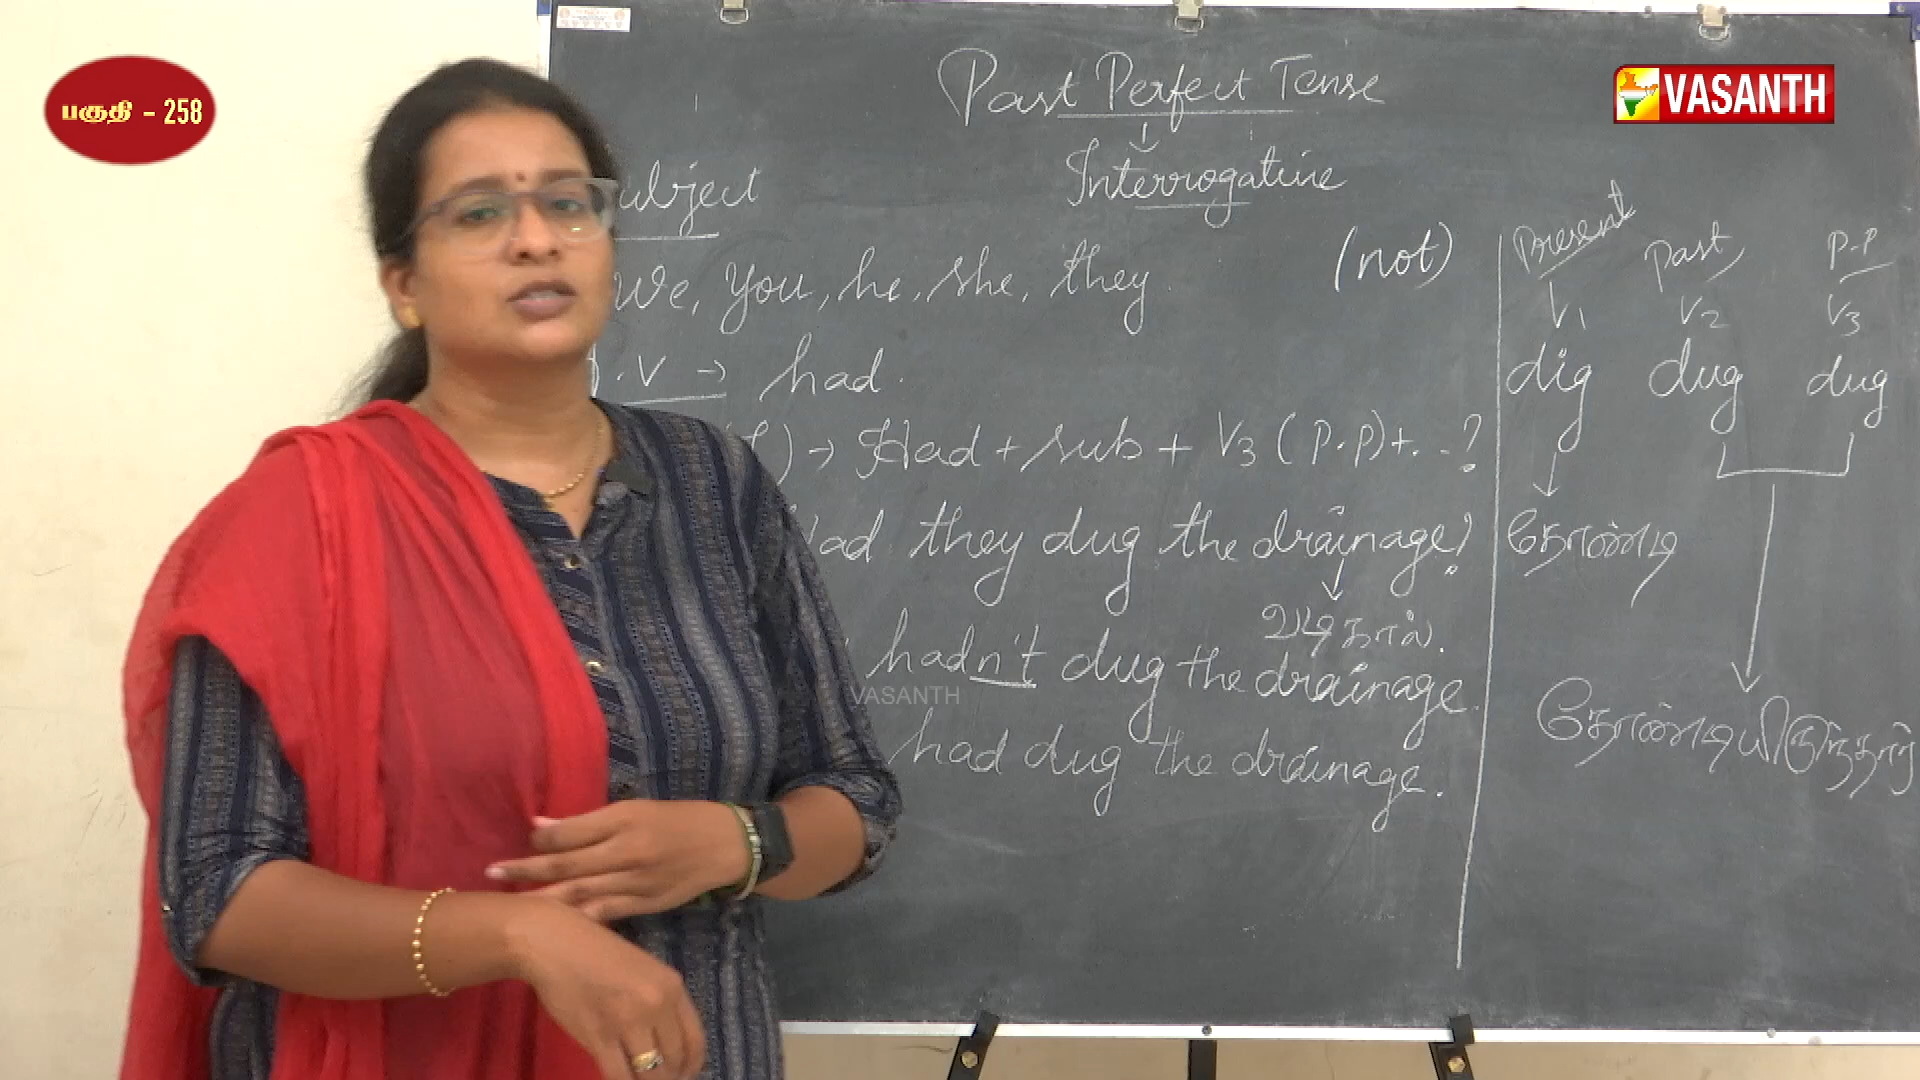 பகுதி - 258
VASANTH
Past Perfect Tense
Interrogative
ubject
We, you, he, she, they.
(not)
.V → had.
) → Had + sub + V3 (P.P) + . . ?
Had they dug the drainage?
வடிகால்.
hadn't dug the drainage.
VASANTH
had dug the drainage.
Present Past, P.P
V1 V2 V3
dig dug dug
தோண்டி
தோண்டியிருந்தார்